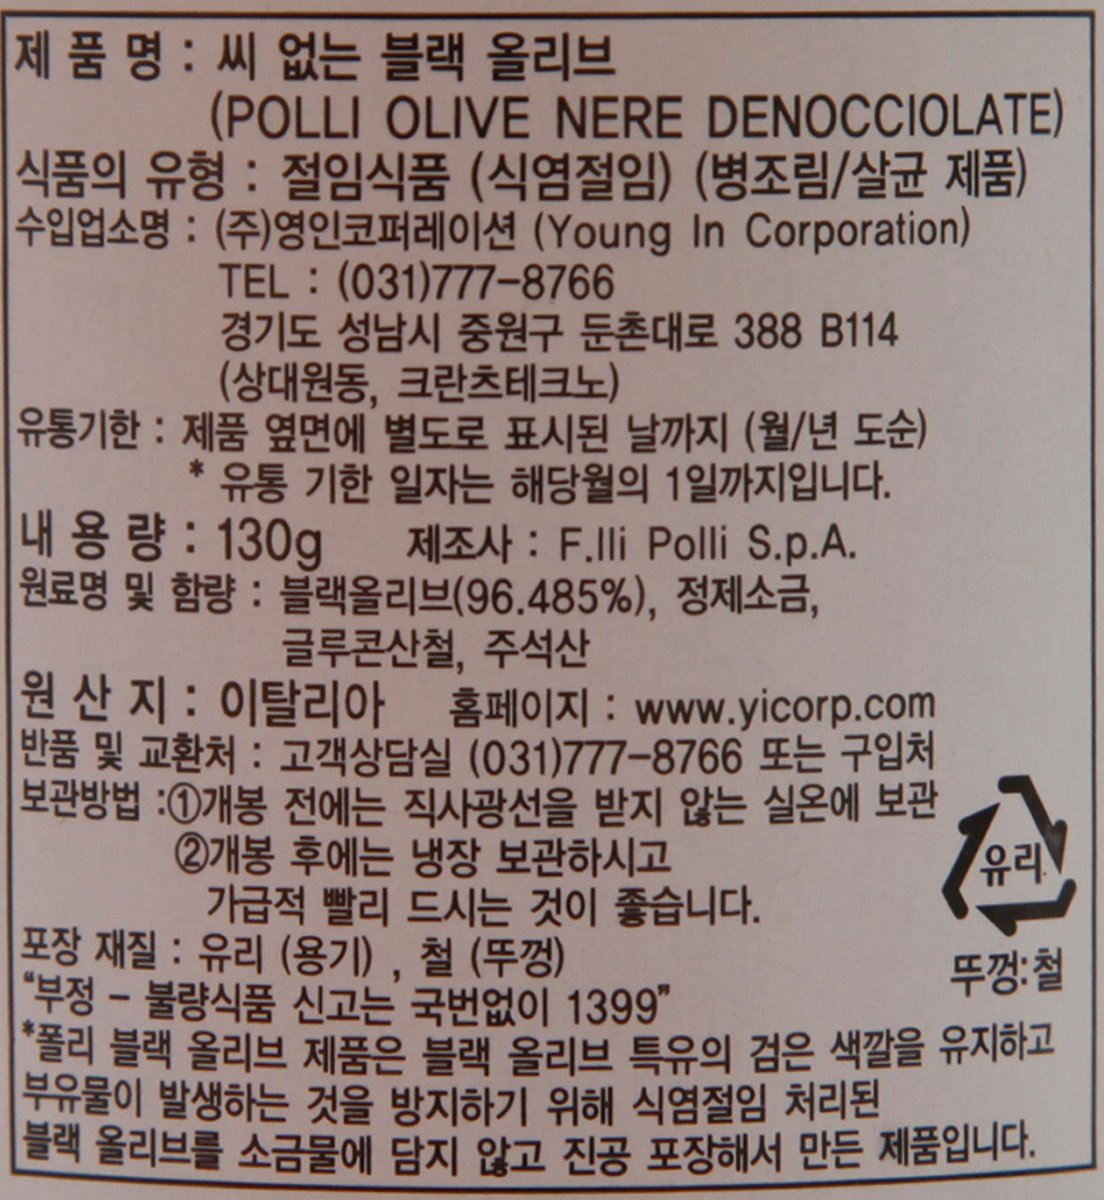 제 품 명 : 씨 없는 블랙 올리브
(POLLI OLIVE NERE DENOCCIOLATE)
식품의 유형 : 절임식품 (식염절임) (병조림/살균 제품)
수입업소명 : (주)영인코퍼레이션 (Young In Corporation)
TEL : (031)777-8766
경기도 성남시 중원구 둔촌대로 388 B114
(상대원동, 크란츠테크노)
유통기한 : 제품 옆면에 별도로 표시된 날까지 (월/년 도순)
* 유통 기한 일자는 해당월의 1일까지입니다.
내 용 량 : 130g 제조사 : F.lli Polli S.p.A.
원료명 및 함량 : 블랙올리브(96.485%), 정제소금,
글루콘산철, 주석산
원 산 지 : 이탈리아 홈페이지 : www.yicorp.com
반품 및 교환처 : 고객상담실 (031)777-8766 또는 구입처
보관방법 :①개봉 전에는 직사광선을 받지 않는 실온에 보관
②개봉 후에는 냉장 보관하시고
가급적 빨리 드시는 것이 좋습니다.
유리
포장 재질 : 유리 (용기) , 철 (뚜껑)
뚜껑:철
“부정 - 불량식품 신고는 국번없이 1399”
*폴리 블랙 올리브 제품은 블랙 올리브 특유의 검은 색깔을 유지하고
부유물이 발생하는 것을 방지하기 위해 식염절임 처리된
블랙 올리브를 소금물에 담지 않고 진공 포장해서 만든 제품입니다.